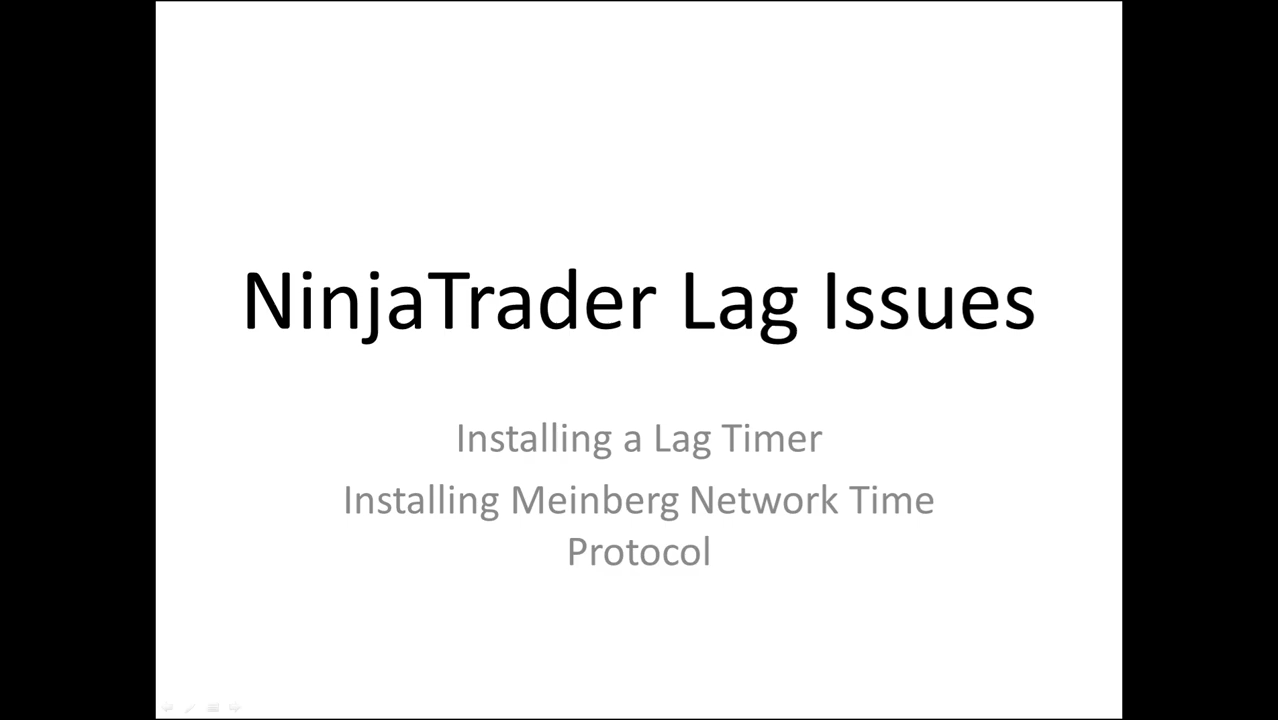 NinjaTrader Lag Issues
Installing a Lag Timer
Installing Meinberg Network Time
Protocol